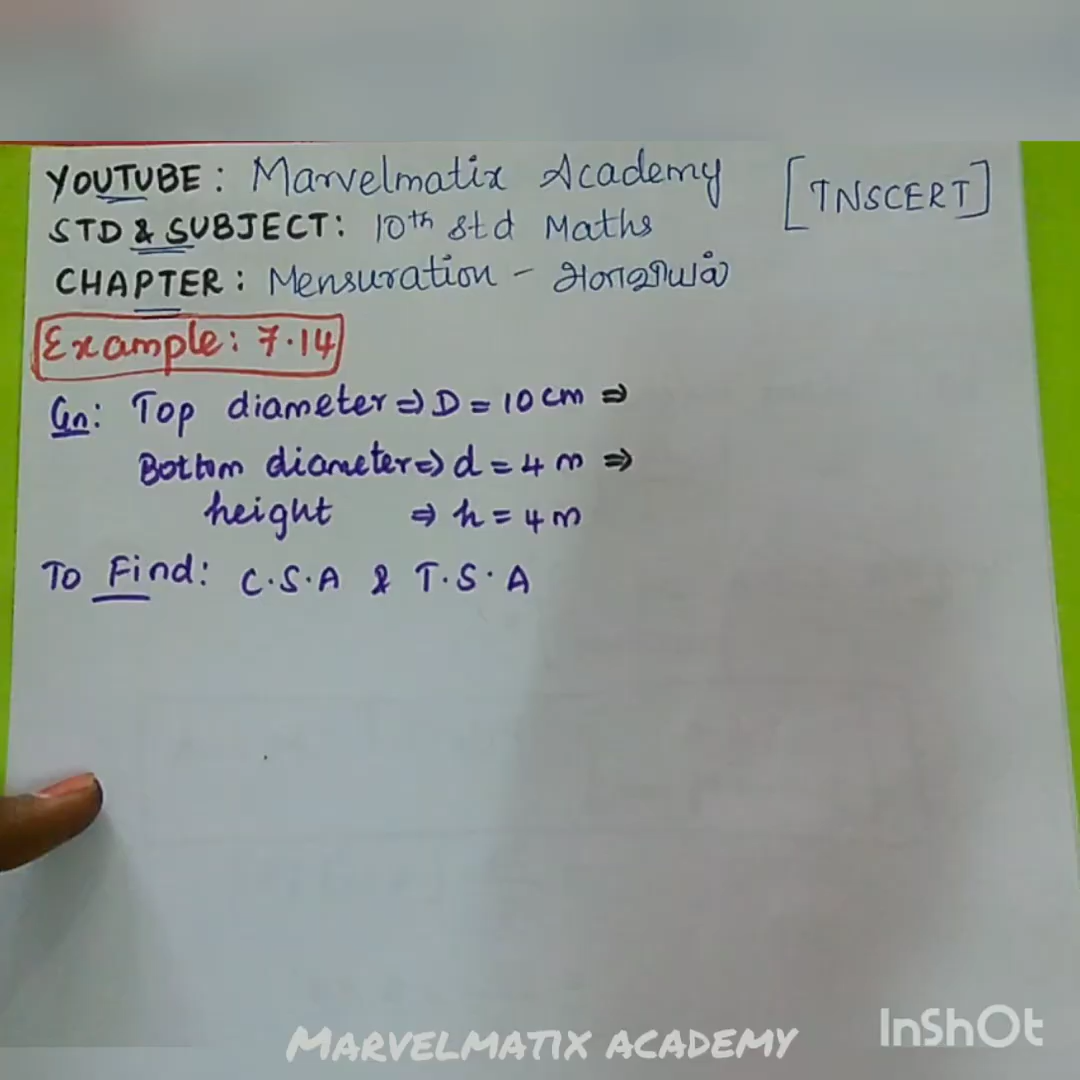 YOUTUBE: Marvelmatix Academy [TNSCERT]
STD & SUBJECT: 10th std Maths
CHAPTER: Mensuration - அளவியல்
Example: 7.14
Gn: Top diameter ⇒ D = 10 cm ⇒
Bottom diameter ⇒ d = 4 m ⇒
height ⇒ h = 4 m
To Find: C.S.A & T.S.A
MARVELMATIX ACADEMY
InShOt